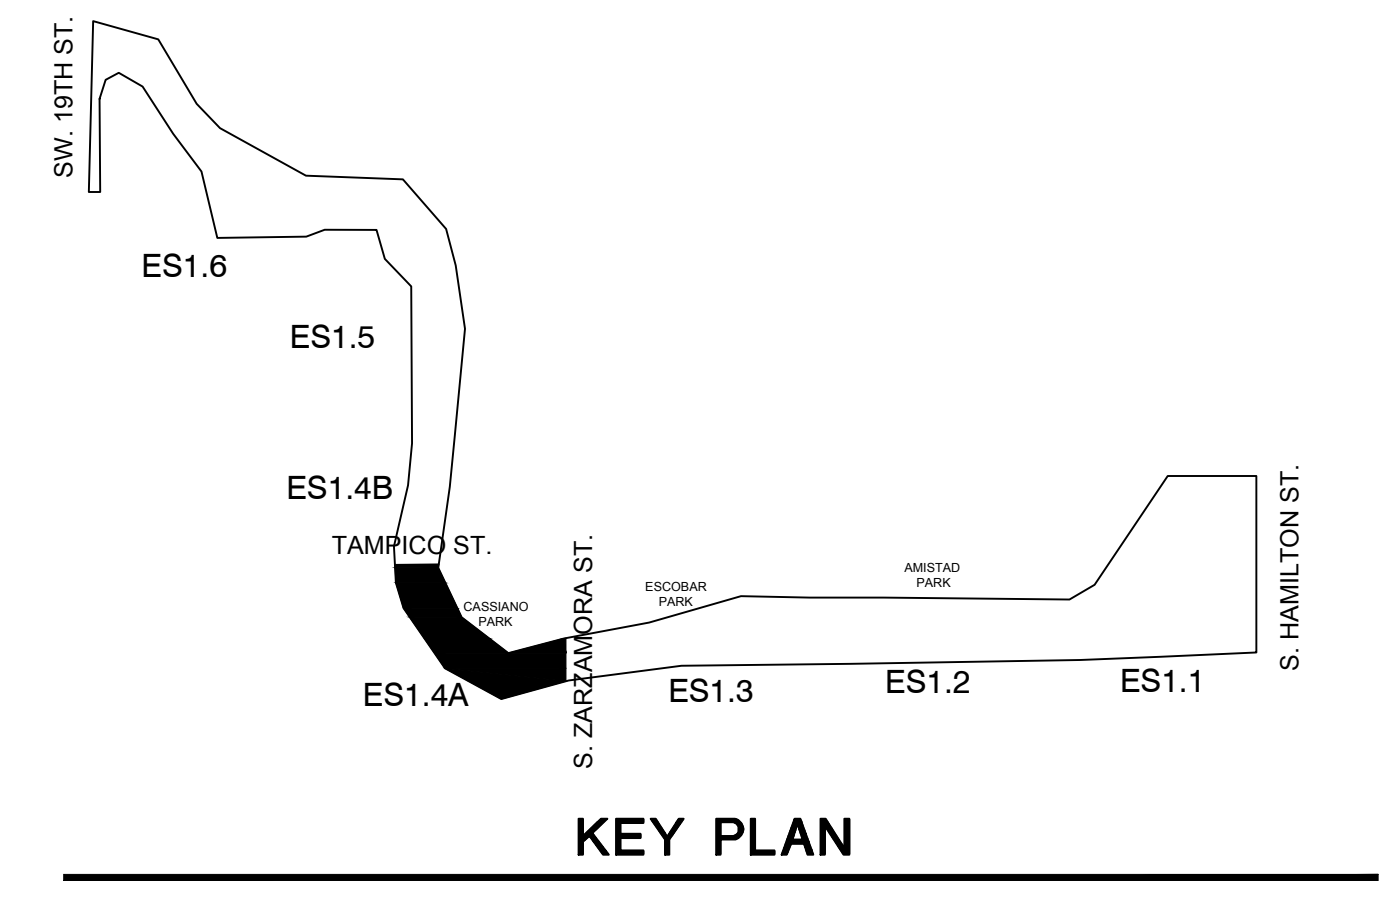 SW. 19TH ST.
ES1.6
ES1.5
ES1.4B
TAMPICO ST.
CASSIANO
PARK
S. ZARZAMORA ST.
ESCOBAR
PARK
AMISTAD
PARK
S. HAMILTON ST.
ES1.4A
ES1.3
ES1.2
ES1.1
KEY PLAN